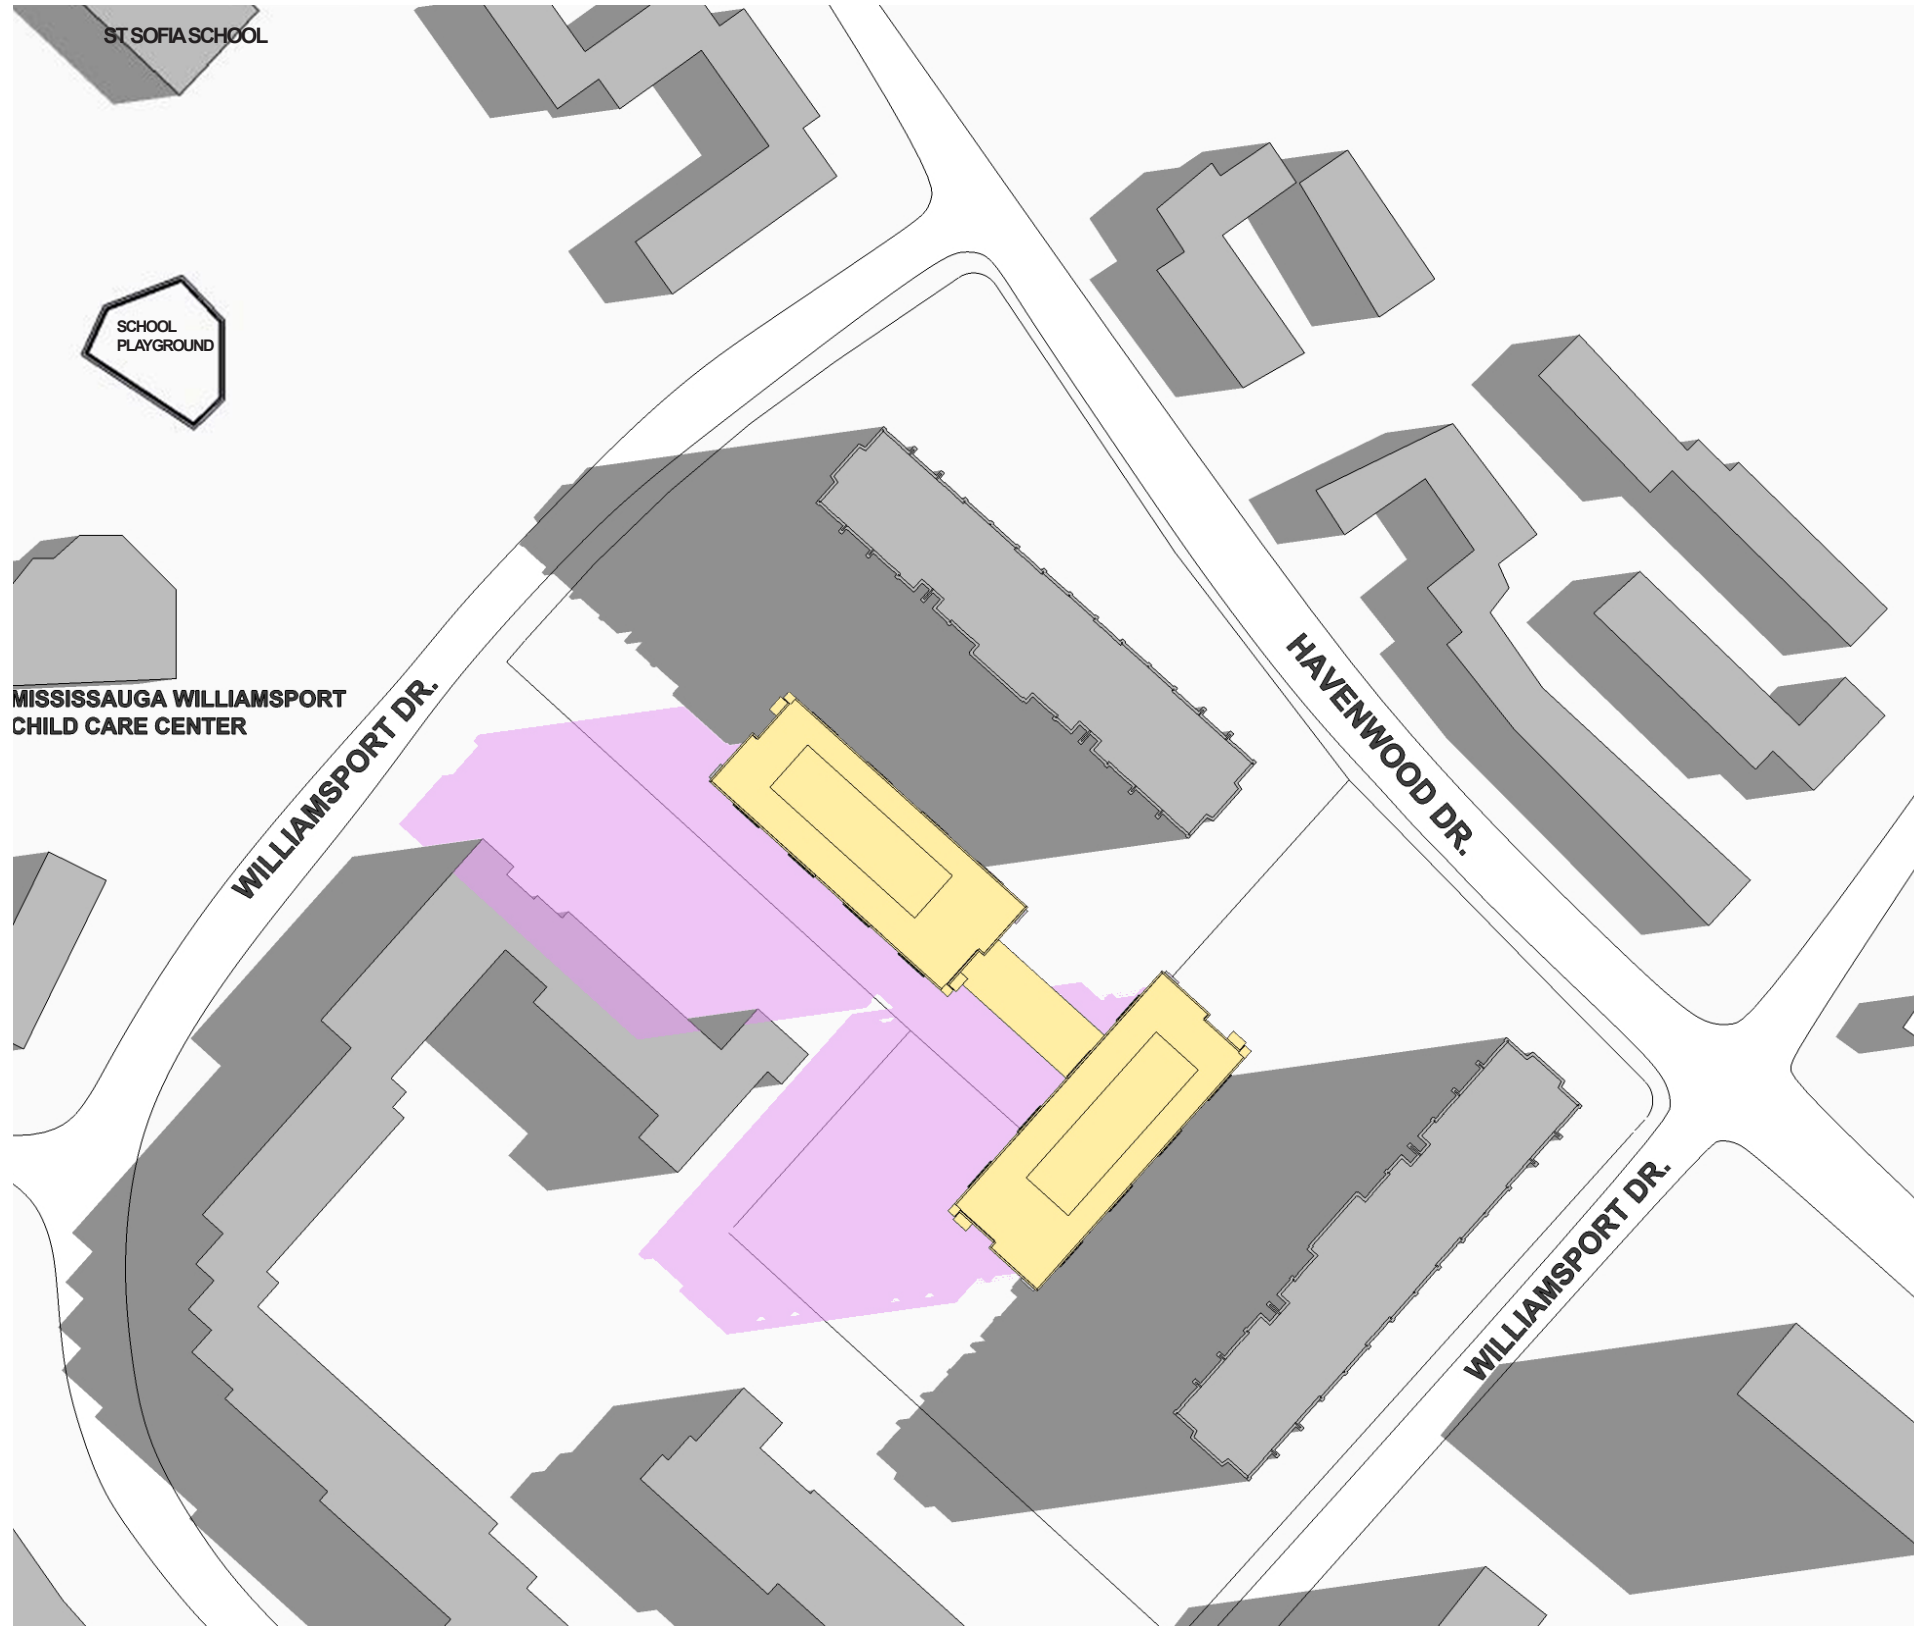 ST SOFIA SCHOOL
SCHOOL
PLAYGROUND
HAVENWOOD DR.
MISSISSAUGA WILLIAMSPORT
CHILD CARE CENTER
WILLIAMSPORT DR.
WILLIAMSPORT DR.